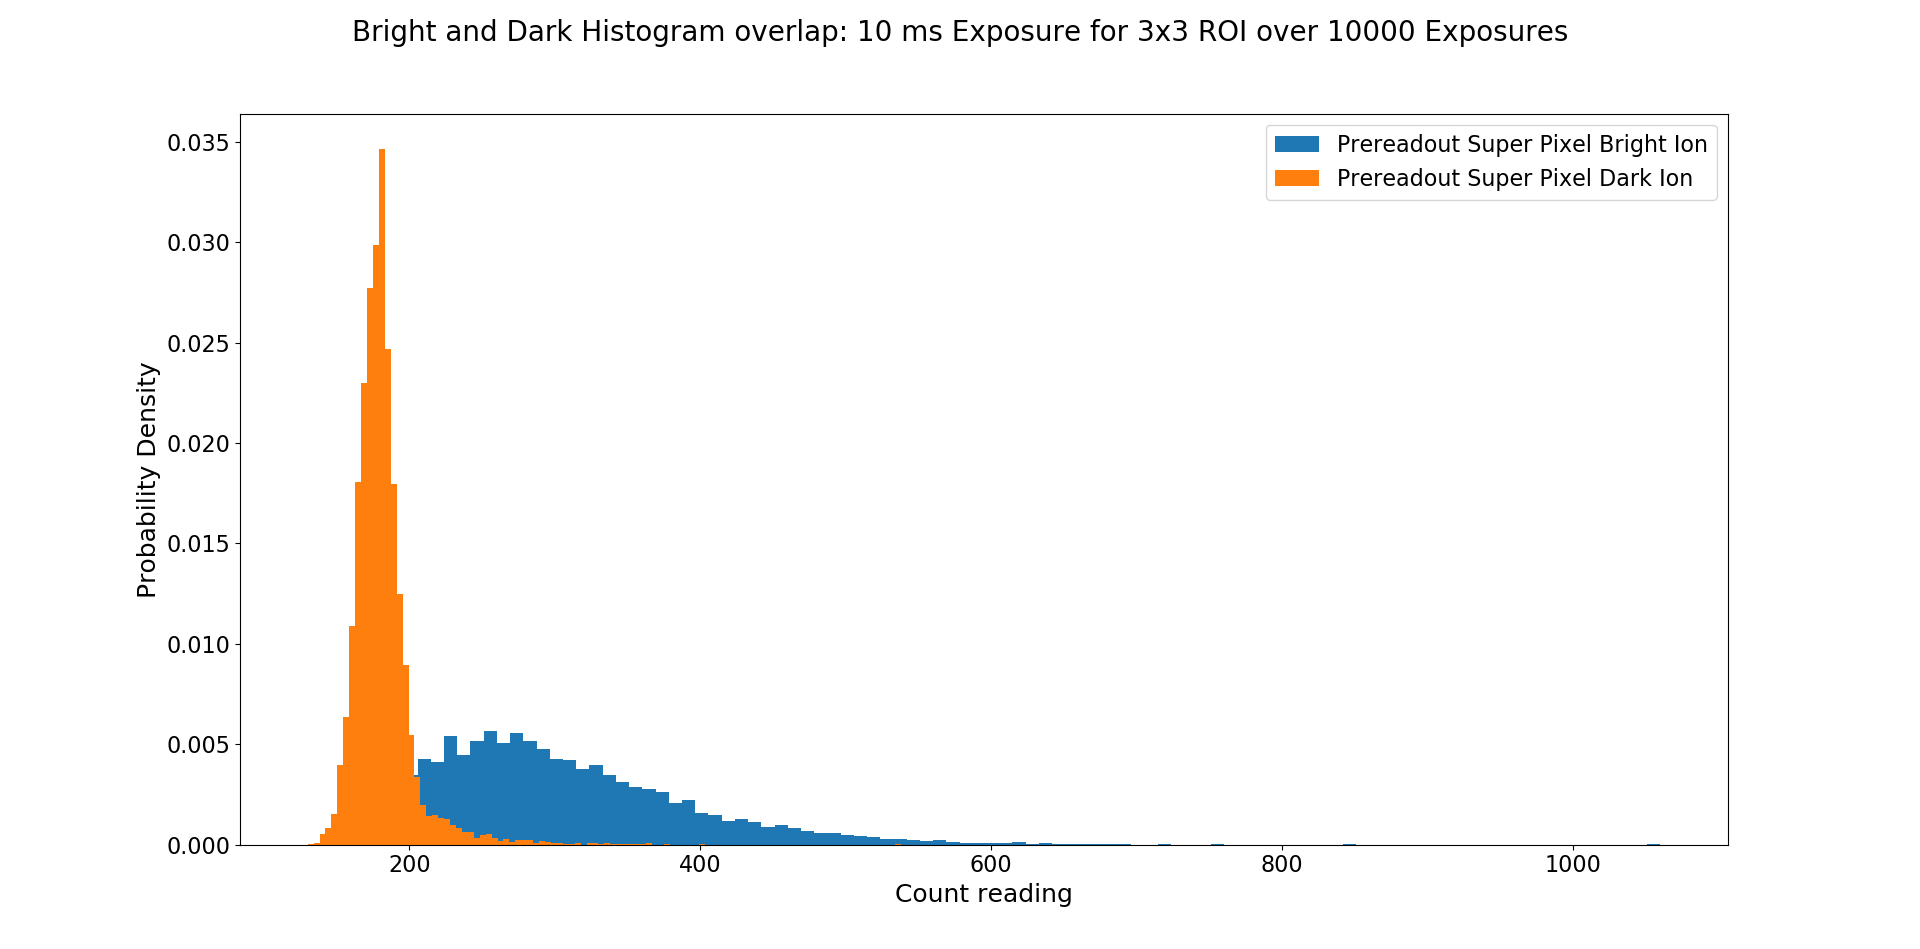 Bright and Dark Histogram overlap: 10 ms Exposure for 3x3 ROI over 10000 Exposures
Prereadout Super Pixel Bright Ion
Prereadout Super Pixel Dark Ion
Probability Density
0.035
0.030
0.025
0.020
0.015
0.010
0.005
0.000
200 400 600 800 1000
Count reading